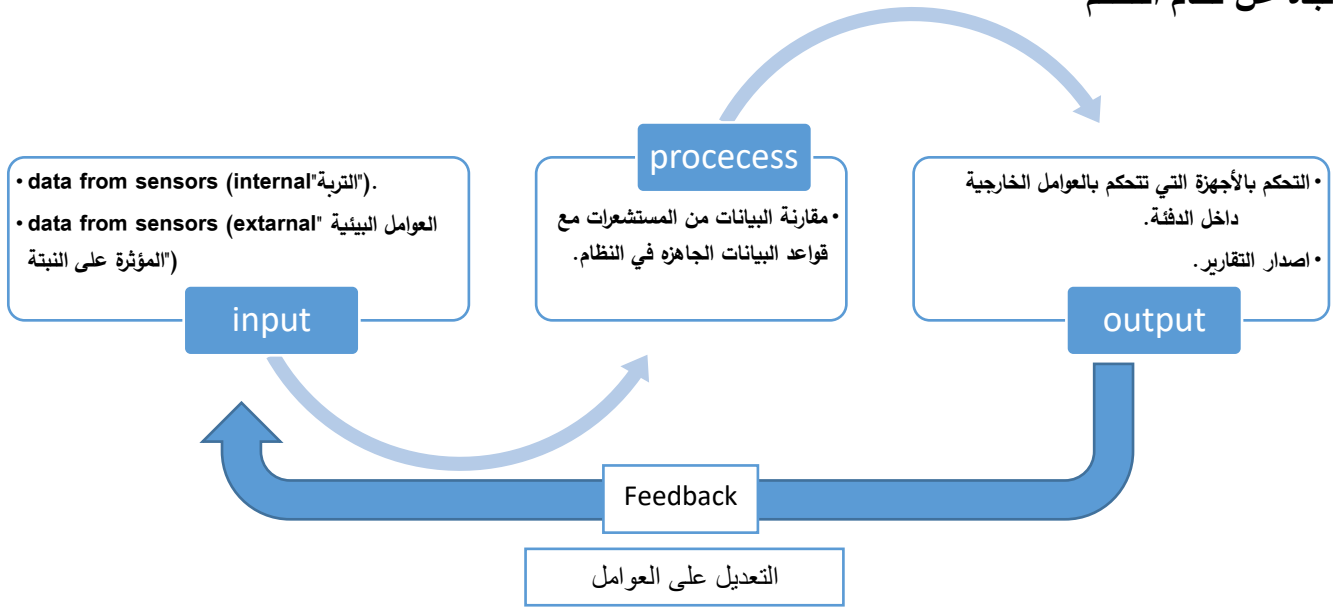 • data from sensors (internal"التربة").
• data from sensors (extarnal" العوامل البيئية
المؤثرة على النبتة")
input
procecess
• مقارنة البيانات من المستشعرات مع
قواعد البيانات الجاهزه في النظام.
• التحكم بالأجهزة التي تتحكم بالعوامل الخارجية
داخل الدفئة.
• اصدار التقارير.
output
Feedback
التعديل على العوامل